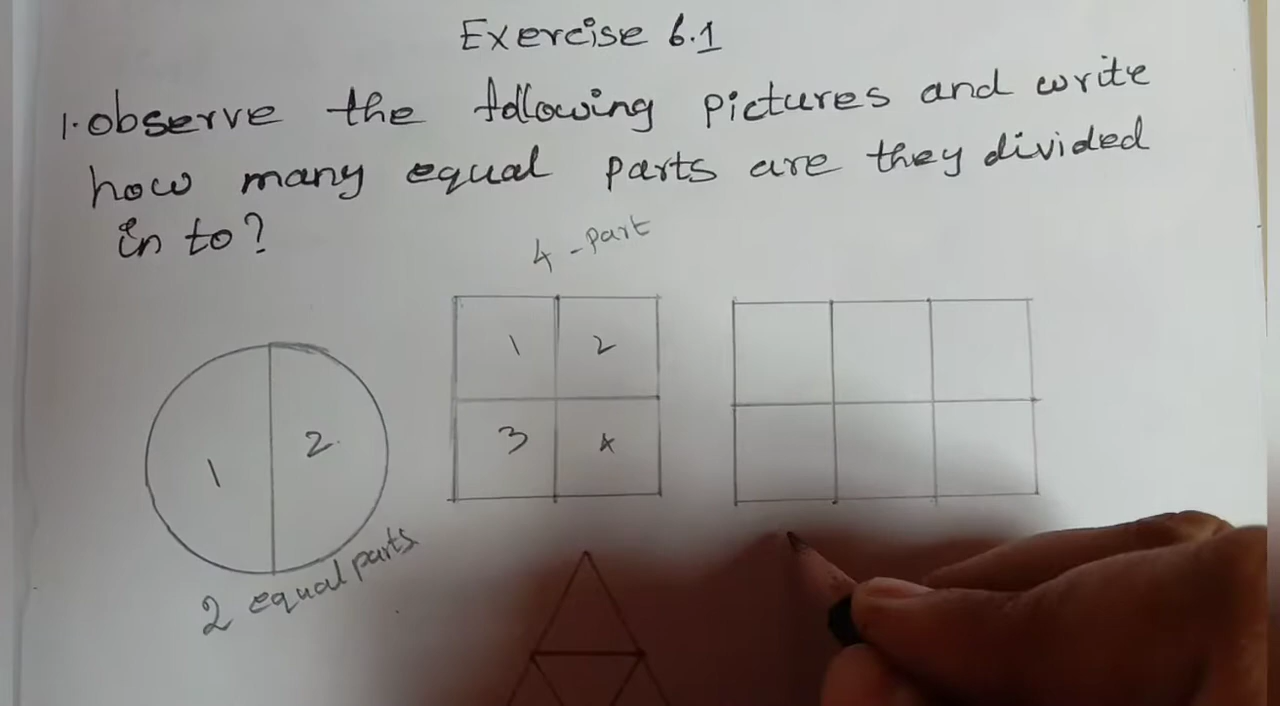 Exercise 6.1
1. observe the following pictures and write
how many equal parts are they divided
in to?
4 - part
1 2
3 4
1 2
2 equal parts